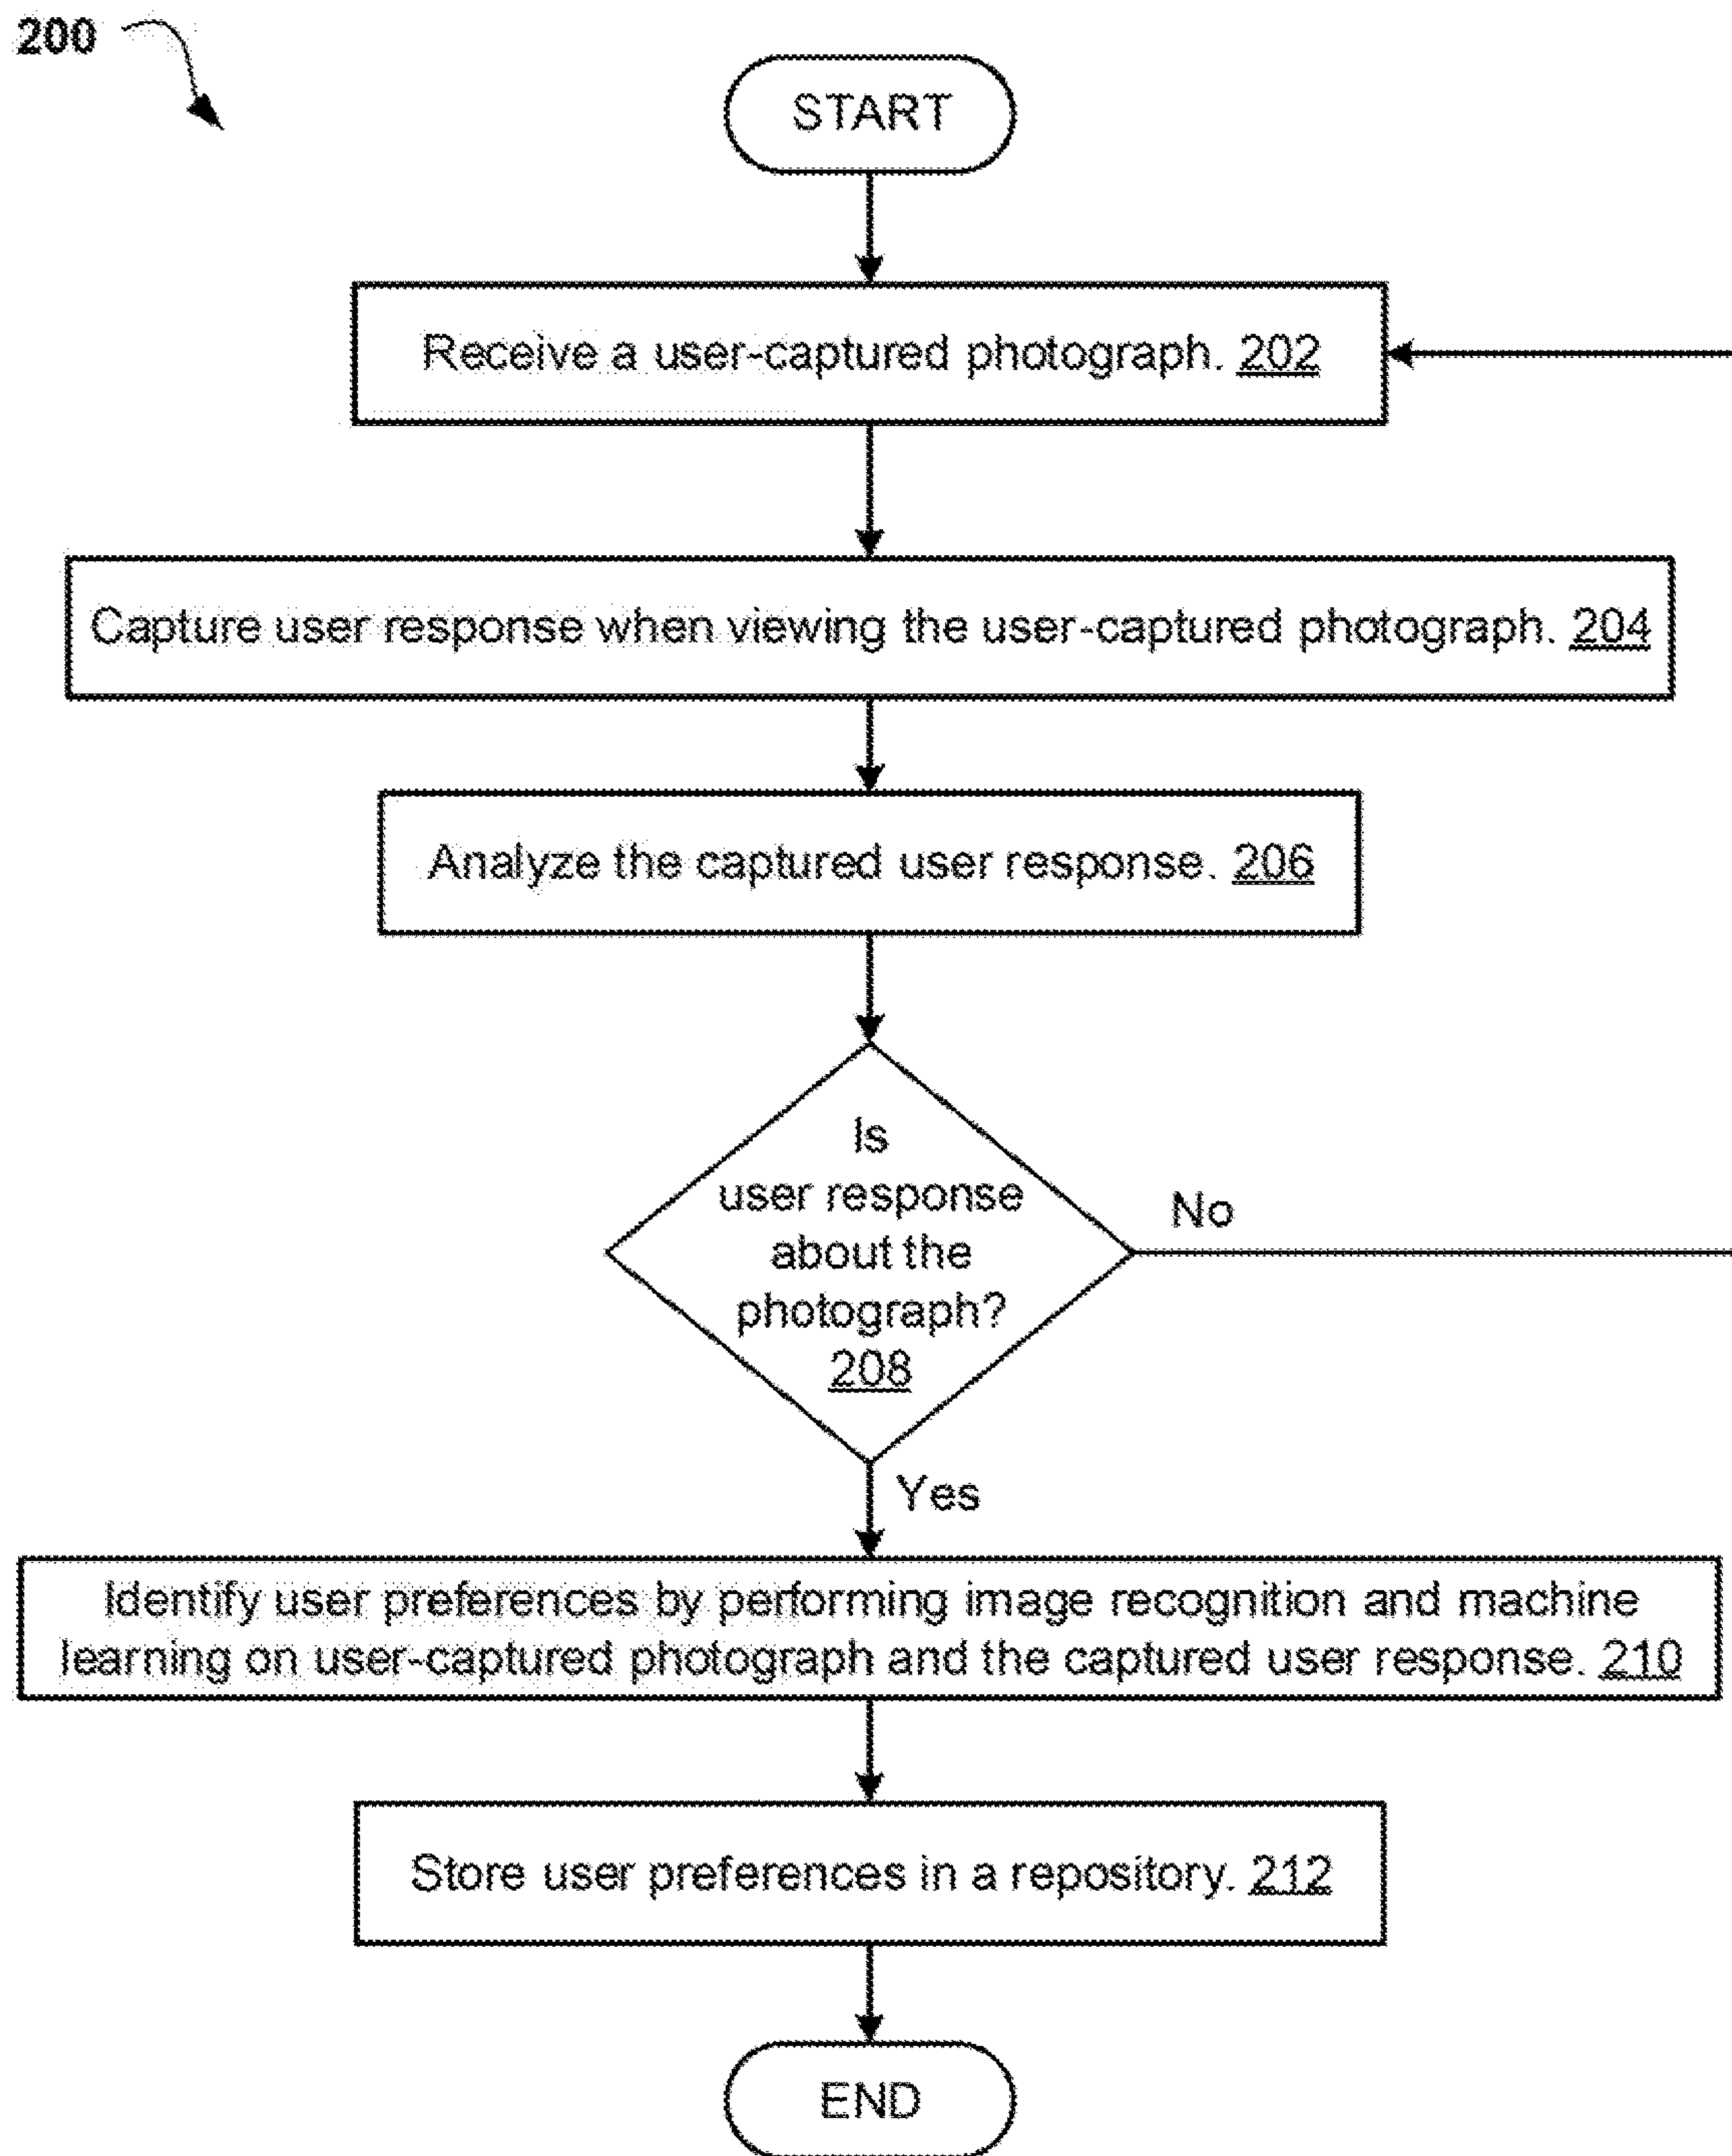 200
START
Receive a user-captured photograph. 202
Capture user response when viewing the user-captured photograph. 204
Analyze the captured user response. 206
Is
user response
about the
photograph?
208
No
Yes
Identify user preferences by performing image recognition and machine
learning on user-captured photograph and the captured user response. 210
Store user preferences in a repository. 212
END